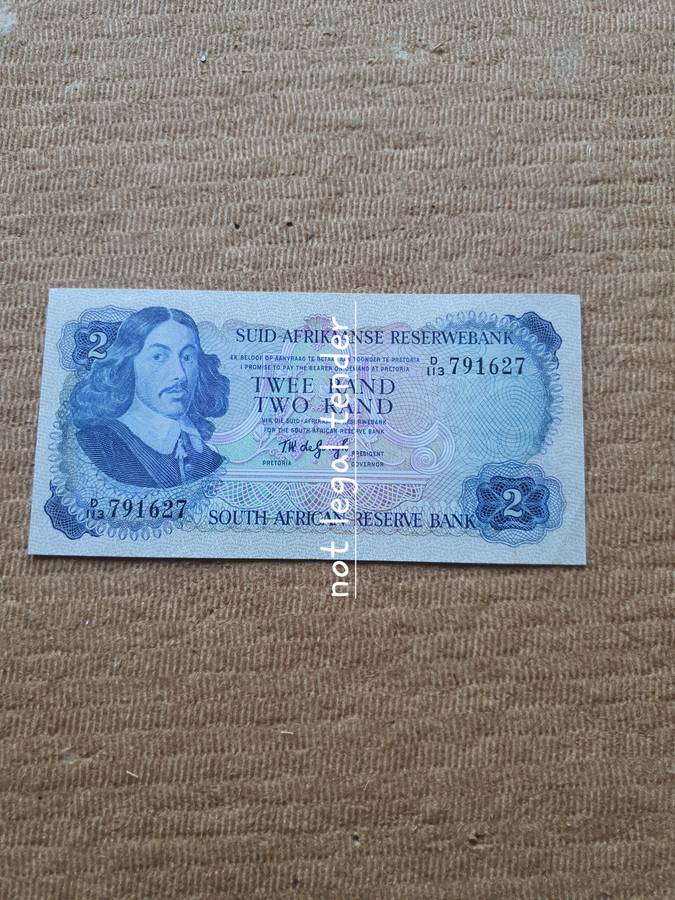 2
SUID-AFRIKAANSE RESERWEBANK
EK BELOOF OP AANVRAAG TE BETAAL AAN TOONDER TE PRETORIA
I PROMISE TO PAY THE BEARER ON DEMAND AT PRETORIA
D/113 791627
TWEE RAND
TWO RAND
VIR DIE SUID-AFRIKAANSE RESERWEBANK
FOR THE SOUTH AFRICAN RESERVE BANK
PRESIDENT
PRETORIA GOVERNOR
D/113 791627
SOUTH AFRICAN RESERVE BANK
2
not legal tender